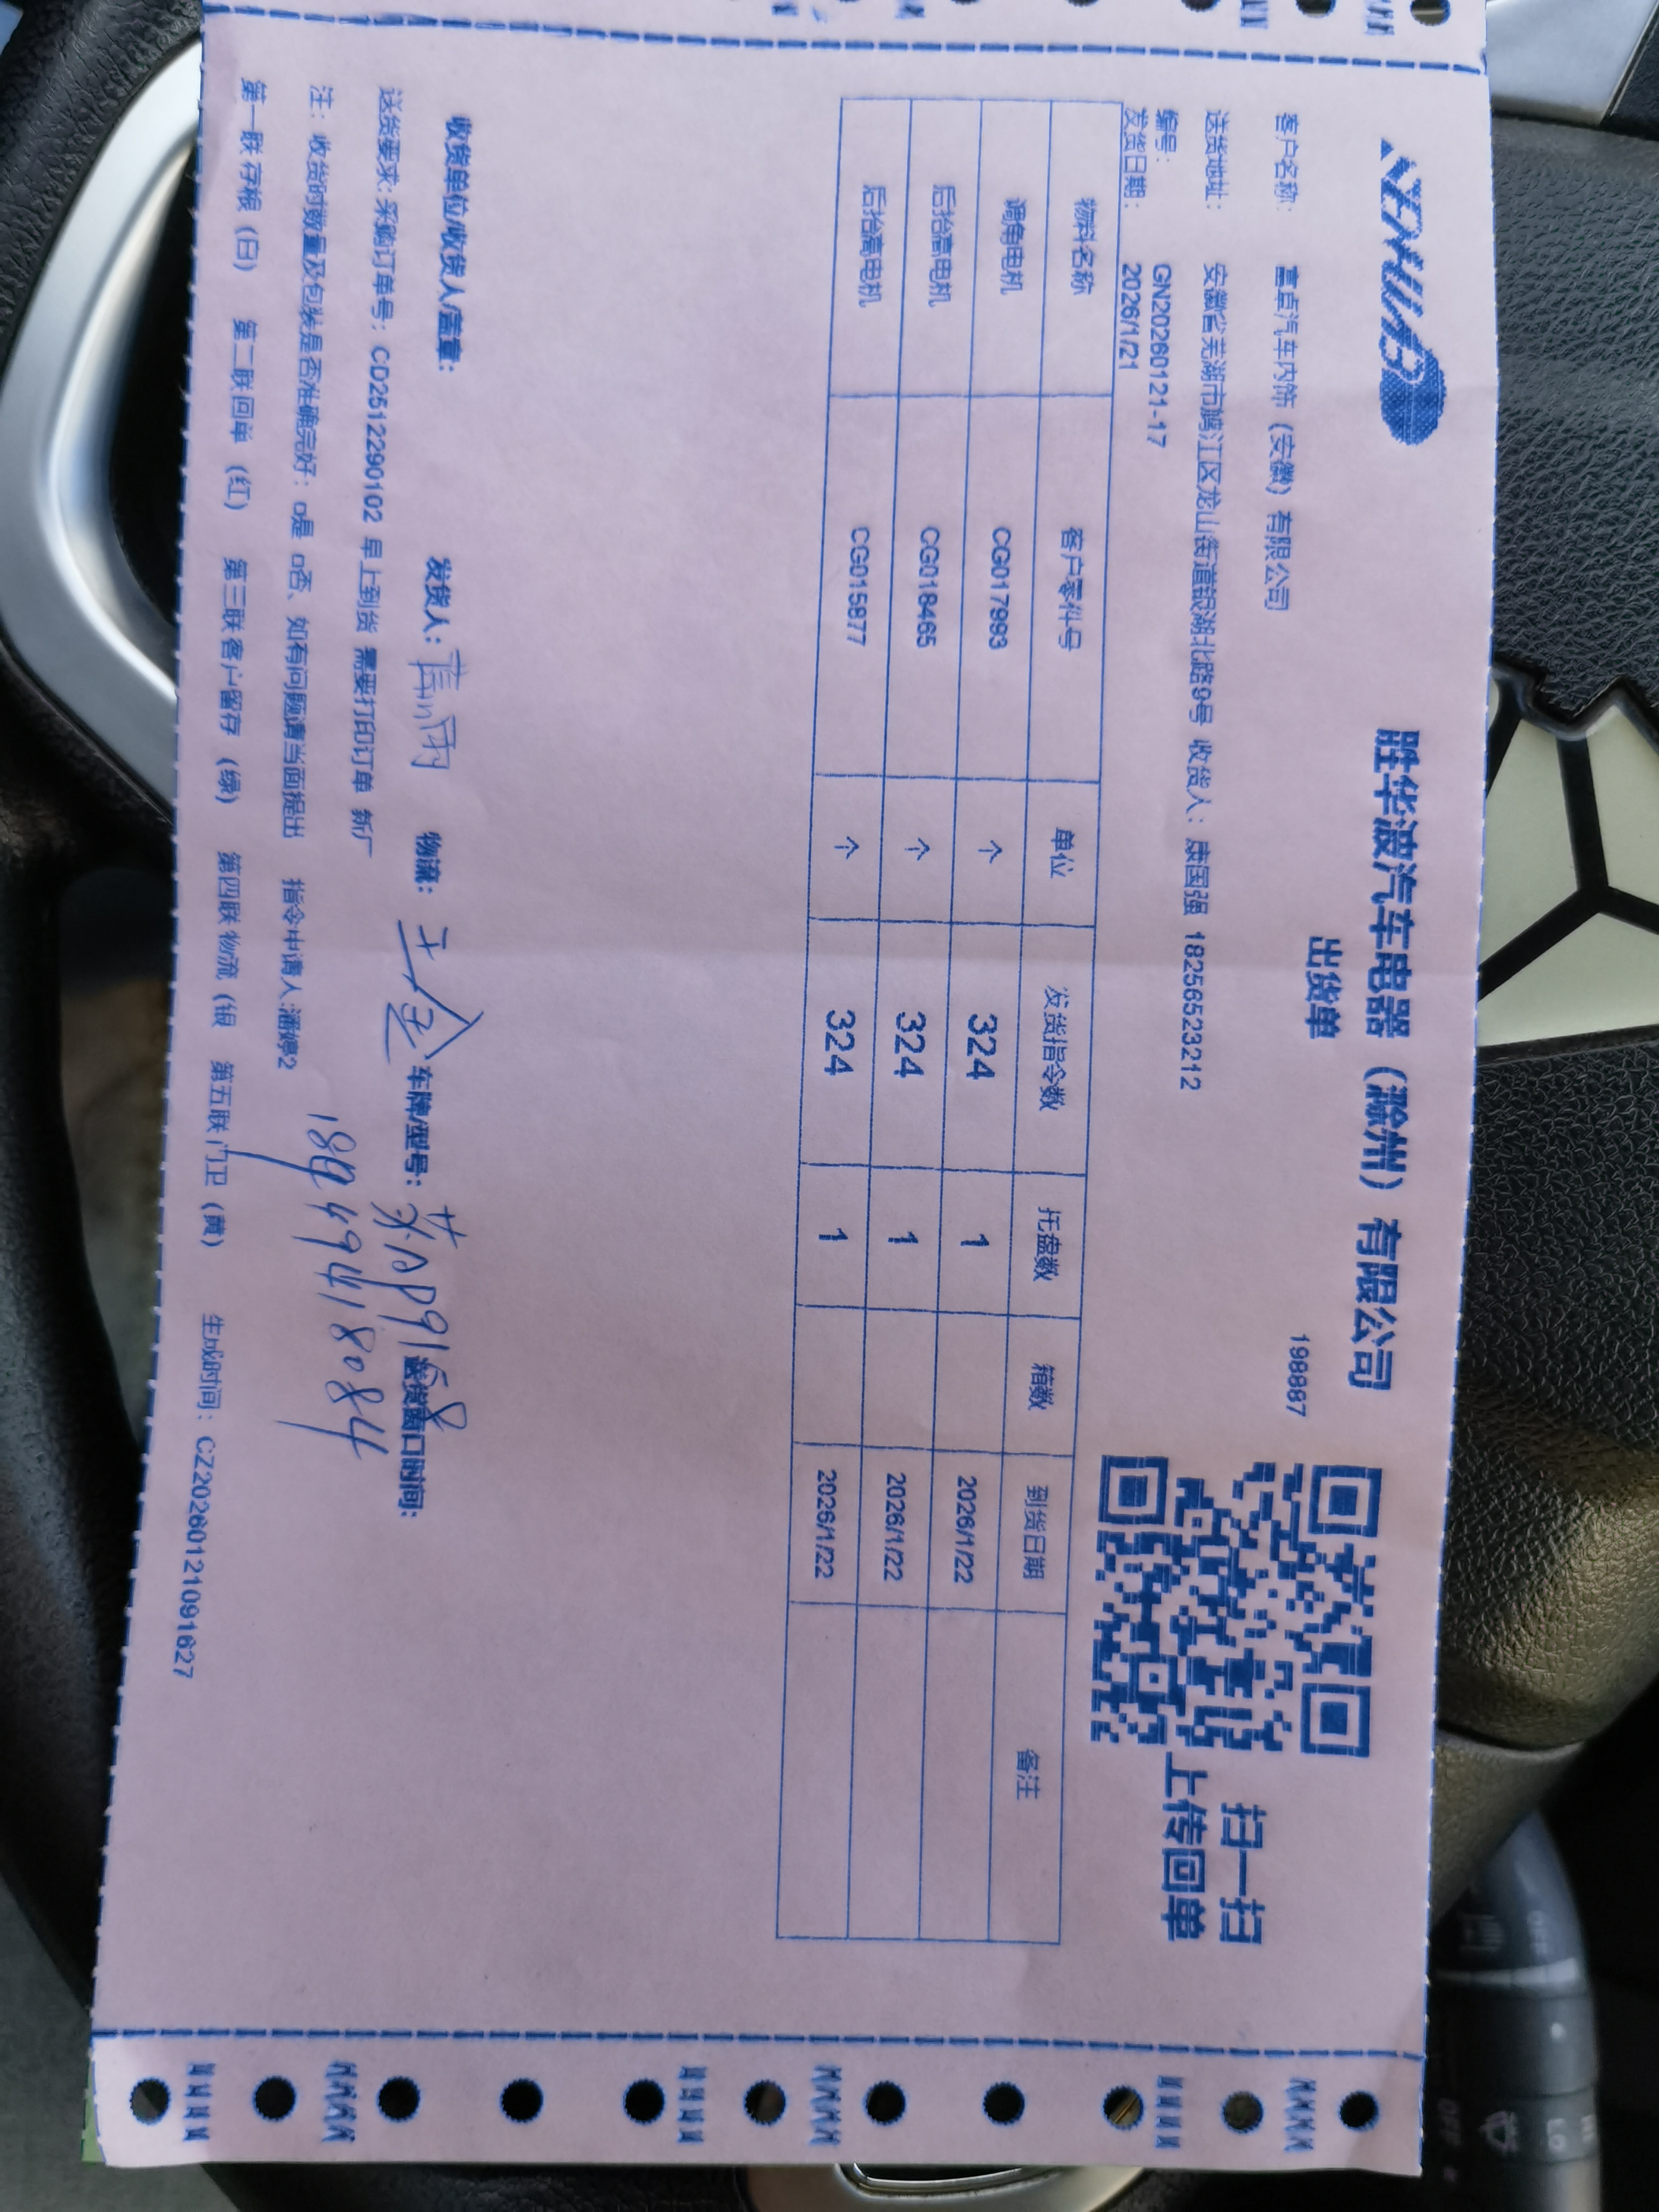 SHENGHUABO
胜华波汽车电器（滁州）有限公司
出货单
198887
扫一扫
上传回单
客户名称： 富卓汽车内饰（安徽）有限公司
送货地址： 安徽省芜湖市鸠江区龙山街道银湖北路9号 收货人：康国强 18256523212
编号： GN20260121-17
发货日期： 2026/1/21
物料名称 客户零件号 单位 发货指令数 托盘数 箱数 到货日期 备注
调角电机 CG017993 个 324 1 2026/1/22
后抬高电机 CG018465 个 324 1 2026/1/22
后抬高电机 CG015877 个 324 1 2026/1/22
收货单位/收货人/盖章： 发货人： 物流： 车牌/型号： 送货窗口时间：
送货要求:采购订单号：CD2512290102 早上到货 需要打印订单 新厂
18949418084
注：收货时数量及包装是否准确完好：□是 □否、如有问题请当面提出 指令申请人:潘婷2
第一联存根（白） 第二联回单（红） 第三联客户留存（绿） 第四联物流（银 第五联门卫（黄） 生成时间：CZ20260121091627